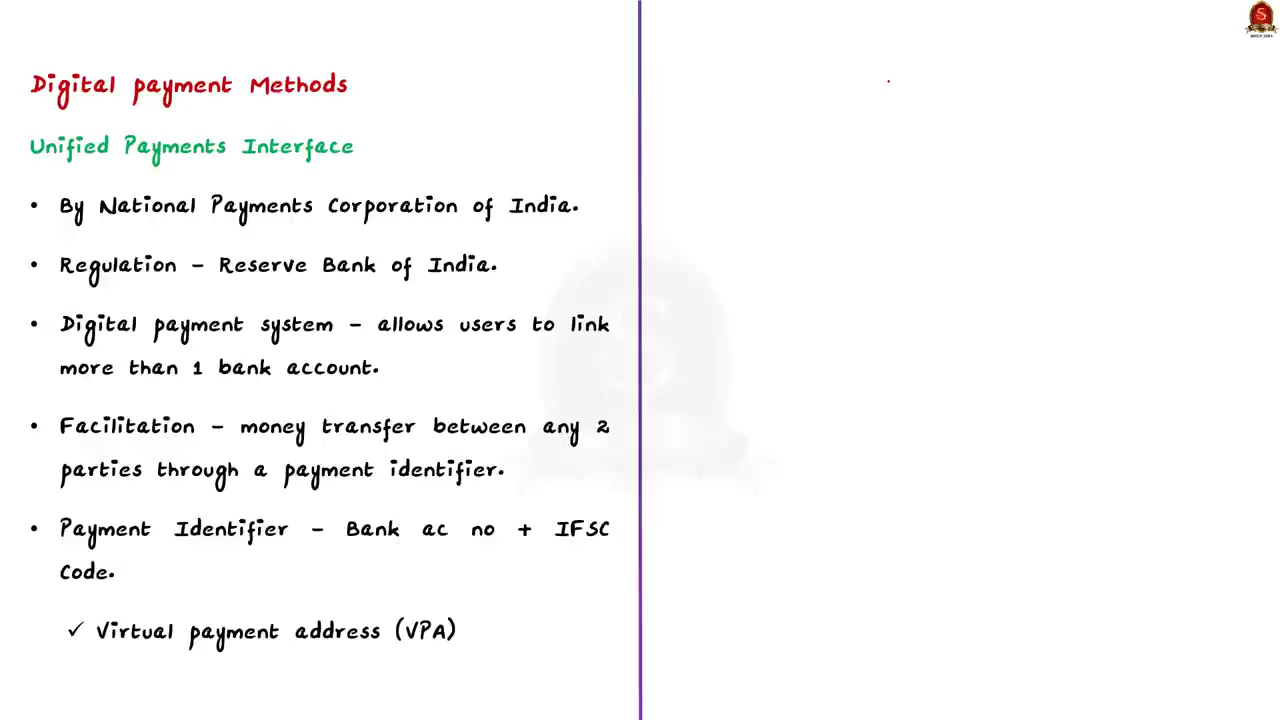 Digital payment Methods
Unified Payments Interface
• By National Payments Corporation of India.
• Regulation – Reserve Bank of India.
• Digital payment system – allows users to link
more than 1 bank account.
• Facilitation – money transfer between any 2
parties through a payment identifier.
• Payment Identifier – Bank ac no + IFSC
Code.
✓ Virtual payment address (VPA)